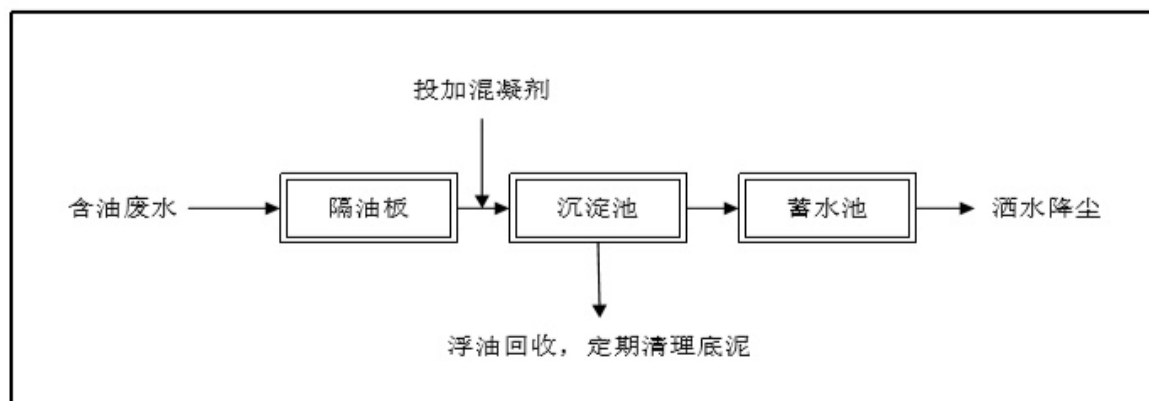 投加混凝剂
含油废水
隔油板
沉淀池
蓄水池
洒水降尘
浮油回收，定期清理底泥